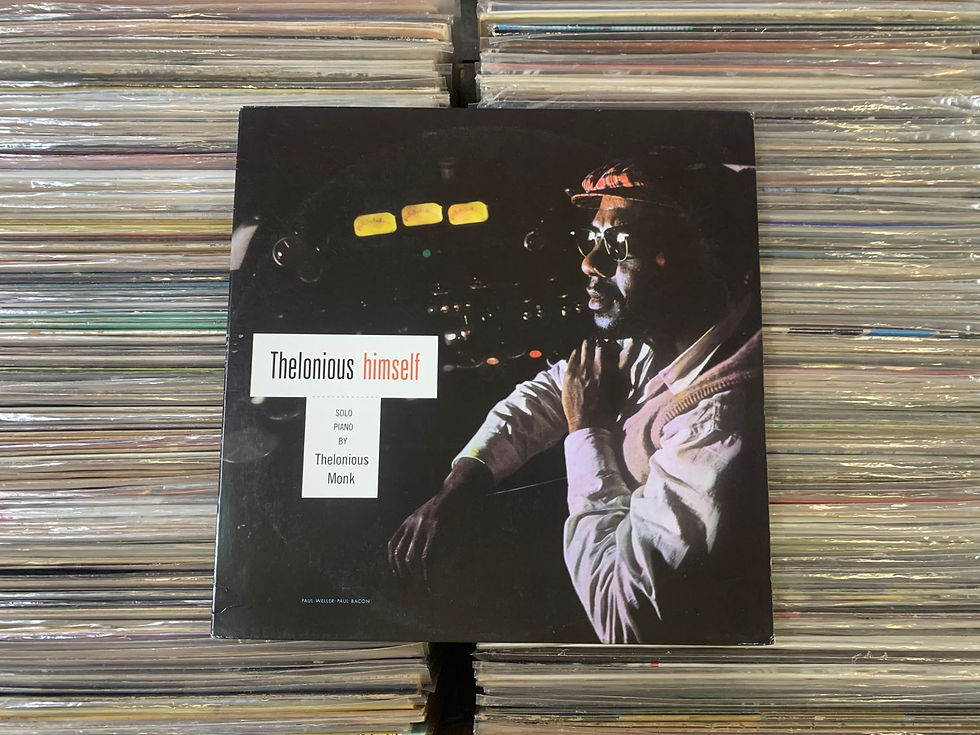 Thelonious himself
SOLO
PIANO
BY
Thelonious
Monk
PAUL WELLER·PAUL BACON